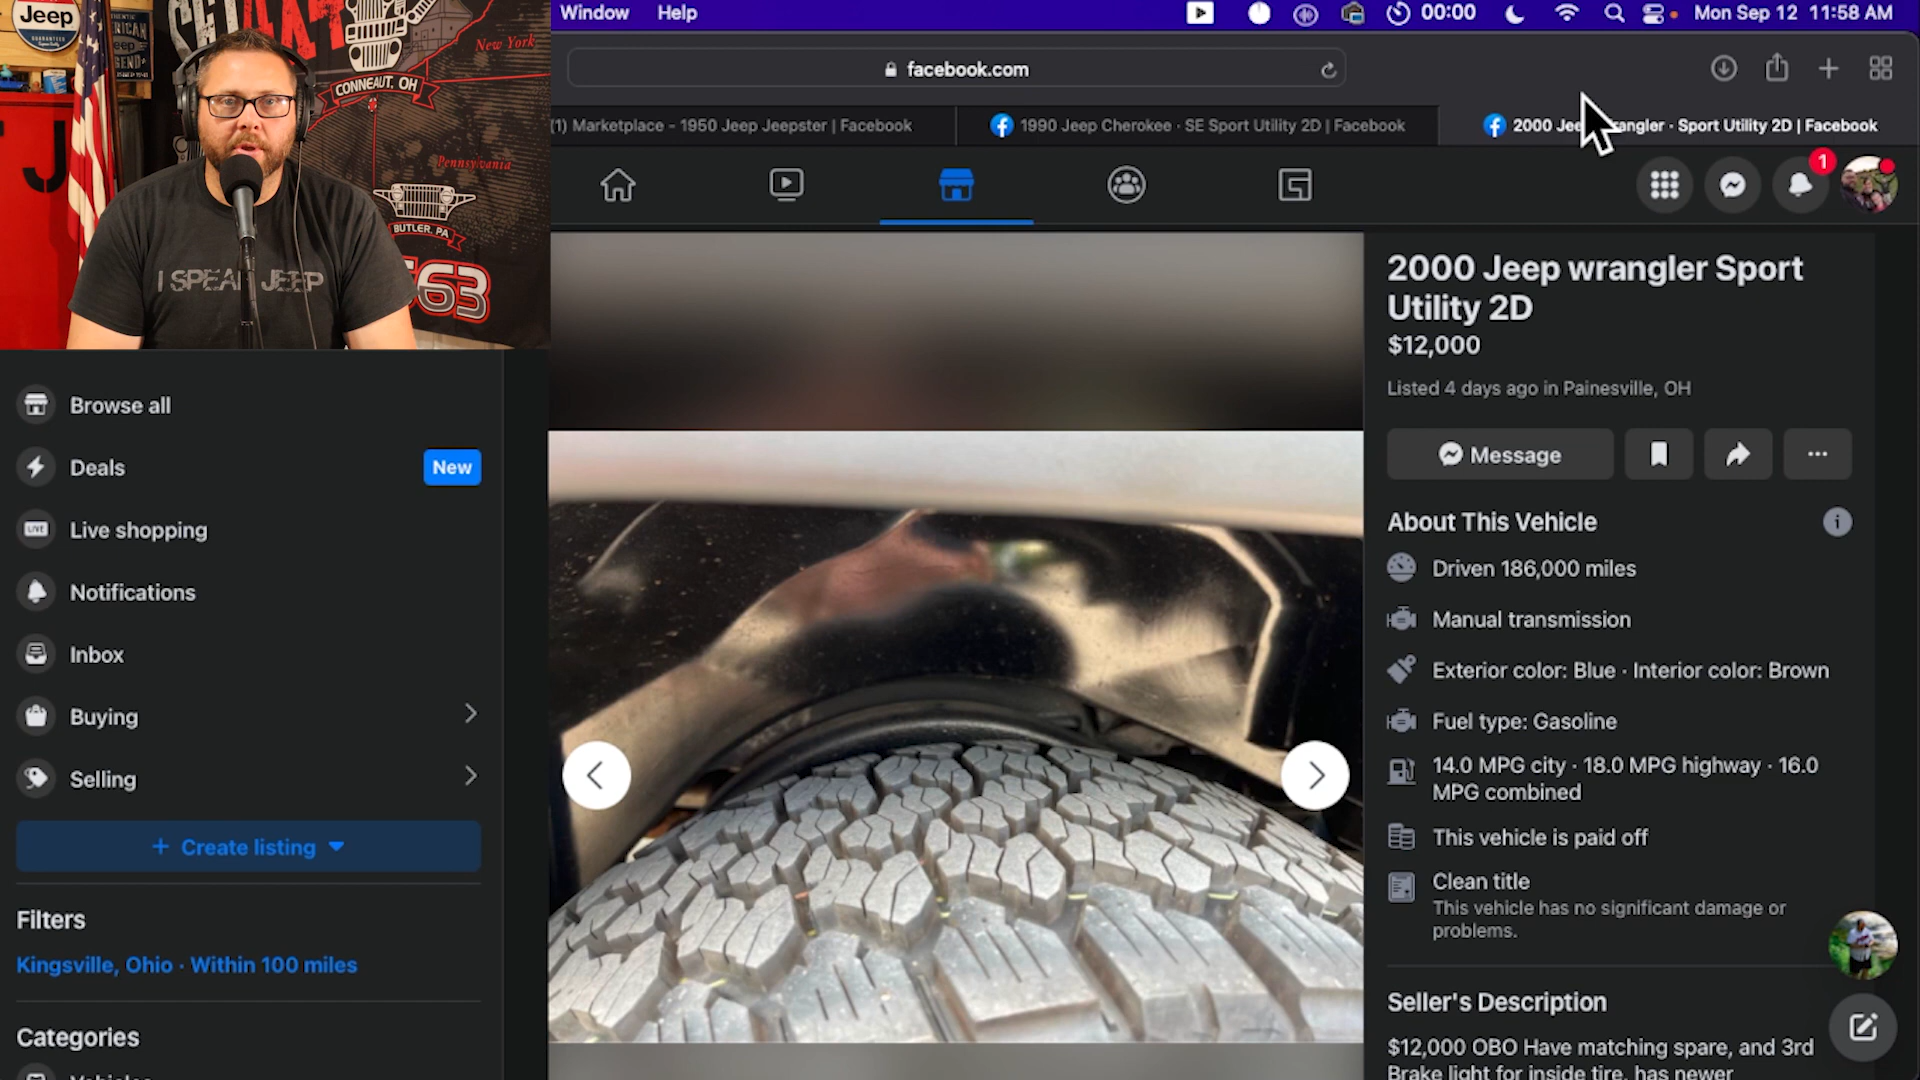 Window Help 00:00 Mon Sep 12 11:58 AM
Jeep
New York
CONNEAUT, OH
Pennsylvania
BUTLER, PA
563
I SPEAK JEEP
facebook.com
(1) Marketplace - 1950 Jeep Jeepster | Facebook
1990 Jeep Cherokee · SE Sport Utility 2D | Facebook
2000 Jeep wrangler · Sport Utility 2D | Facebook
1
Browse all
Deals New
LIVE Live shopping
Notifications
Inbox
Buying
Selling
+ Create listing
Filters
Kingsville, Ohio · Within 100 miles
Categories
Vehicles
2000 Jeep wrangler Sport
Utility 2D
$12,000
Listed 4 days ago in Painesville, OH
Message
About This Vehicle
Driven 186,000 miles
Manual transmission
Exterior color: Blue · Interior color: Brown
Fuel type: Gasoline
14.0 MPG city · 18.0 MPG highway · 16.0
MPG combined
This vehicle is paid off
Clean title
This vehicle has no significant damage or
problems.
Seller's Description
$12,000 OBO Have matching spare, and 3rd
Brake light for inside tire, has newer